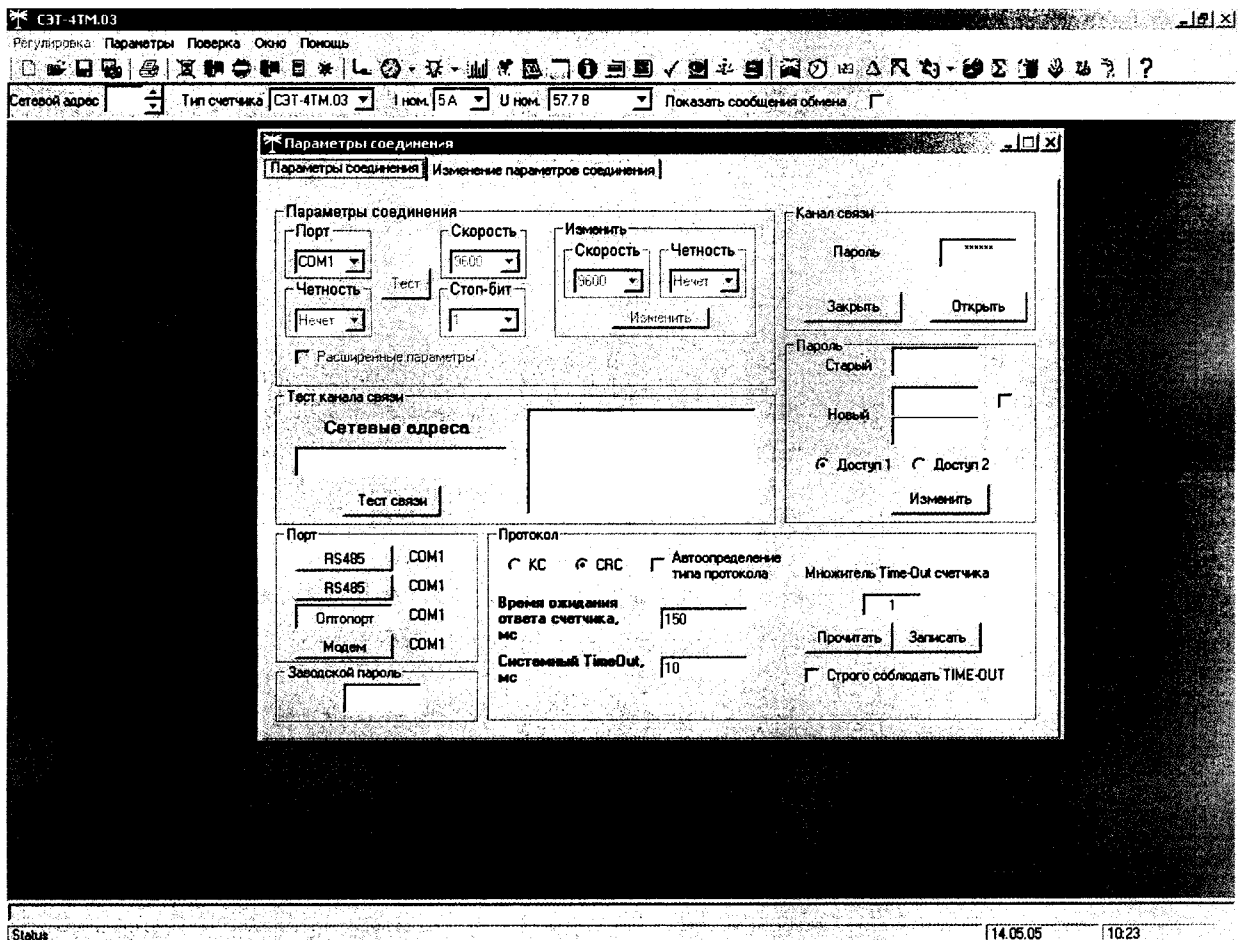 СЭТ-4ТМ.03
Регулировка Параметры Поверка Окно Помощь
Сетевой адрес Тип счетчика СЭТ-4ТМ.03 I ном. 5 А U ном. 57.7 В Показать сообщения обмена
Параметры соединения
Параметры соединения Изменение параметров соединения
Параметры соединения
Порт
COM1
Тест
Скорость
9600
Четность
Нечет
Стоп-бит
1
Расширенные параметры
Изменить
Скорость
9600
Четность
Нечет
Изменить
Канал связи
Пароль ******
Закрыть Открыть
Пароль
Старый
Новый
Доступ 1 Доступ 2
Изменить
Тест канала связи
Сетевые адреса
Тест связи
Порт
RS485 COM1
RS485 COM1
Оптопорт COM1
Модем COM1
Заводской пароль
Протокол
КС CRC Автоопределение
типа протокола
Время ожидания
ответа счетчика,
мс
150
Системный TimeOut,
мс
10
Множитель Time-Out счетчика
1
Прочитать Записать
Строго соблюдать TIME-OUT
Status 14.05.05 10:23